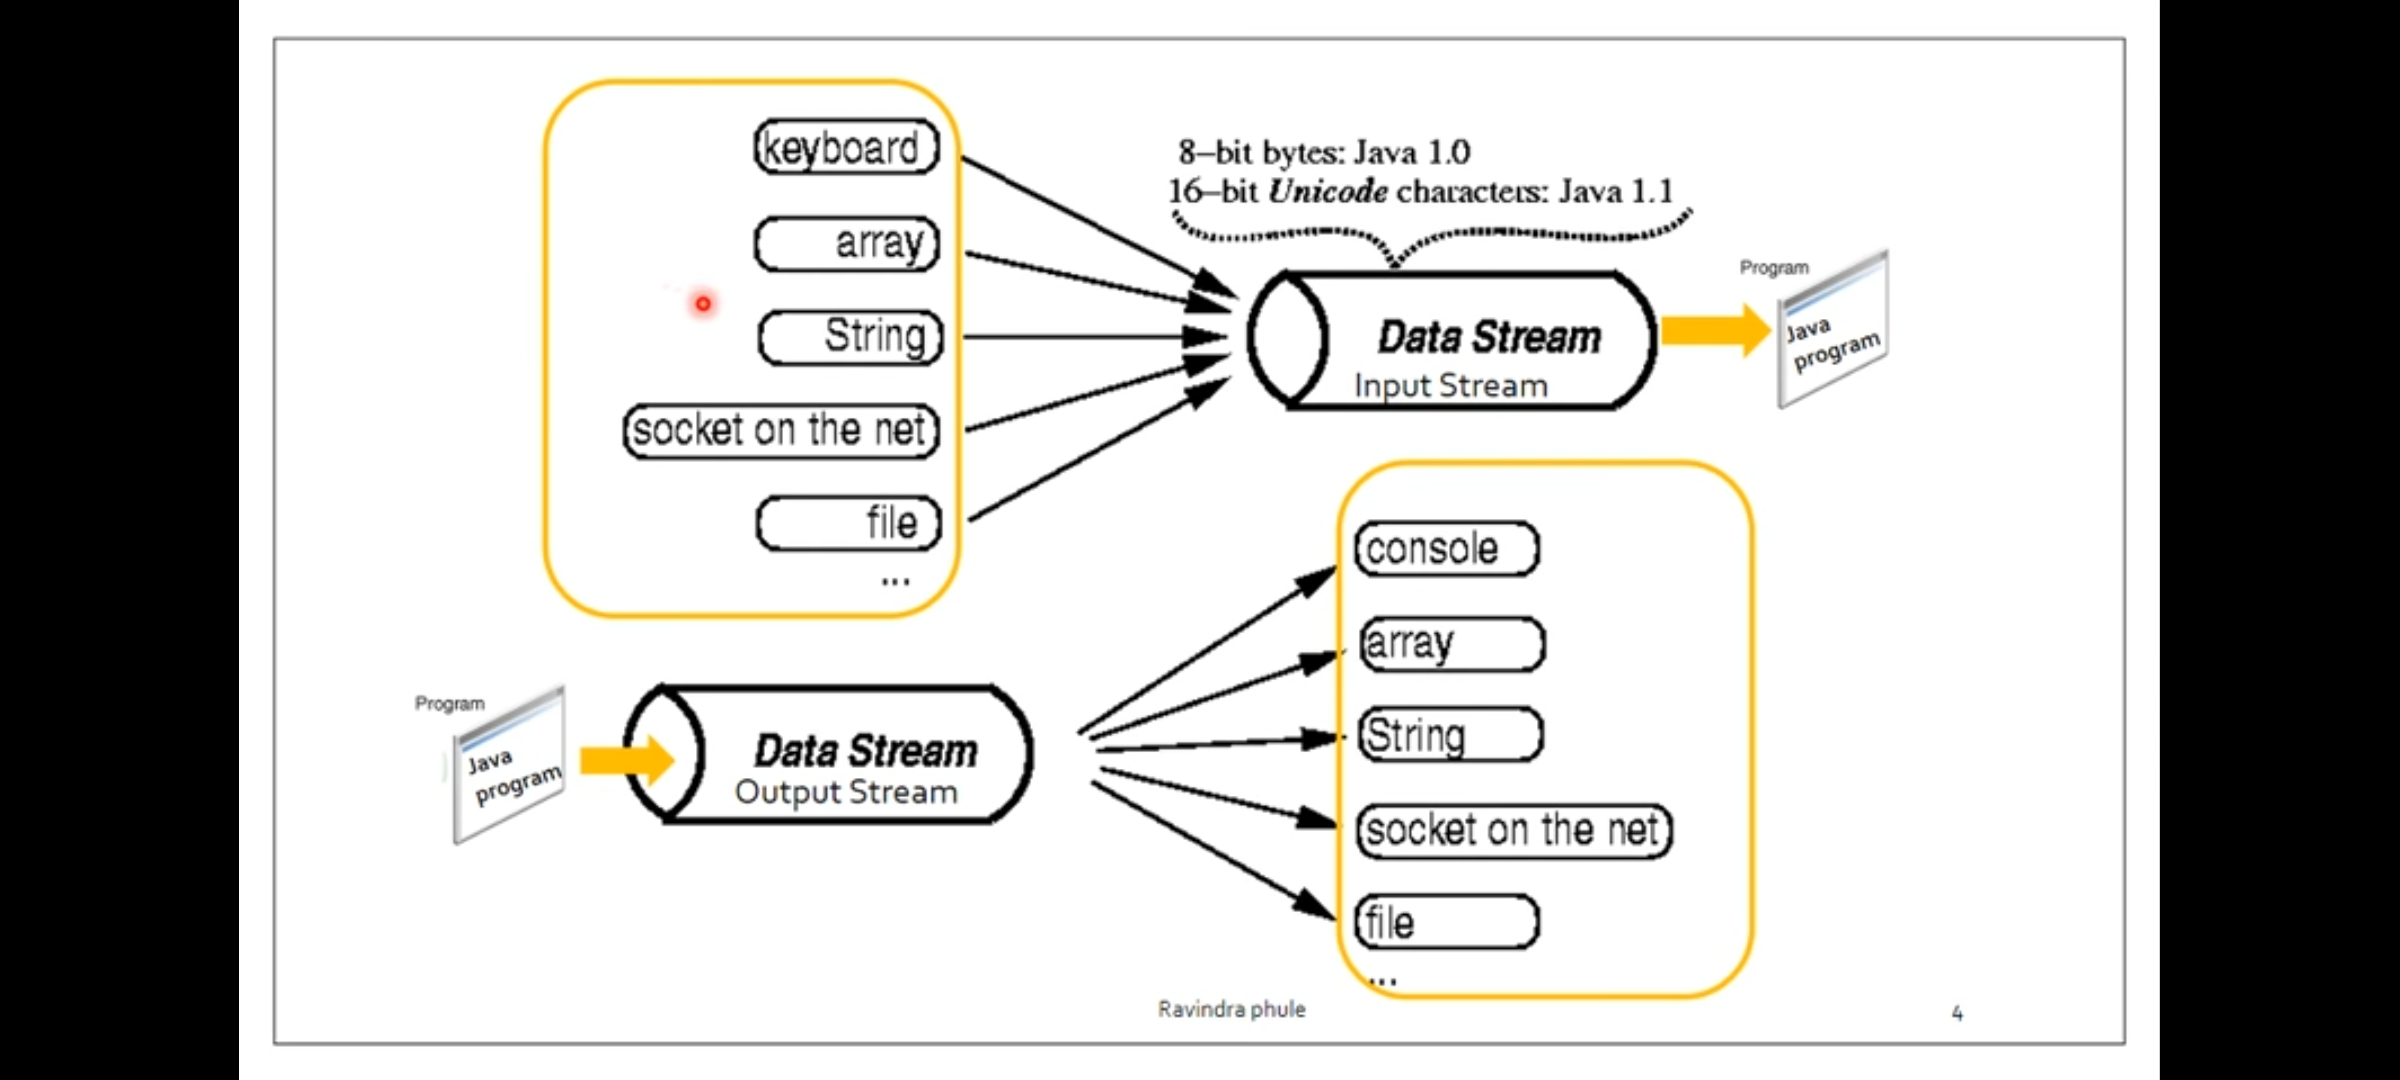 keyboard
array
String
socket on the net
file
...
8–bit bytes: Java 1.0
16–bit Unicode characters: Java 1.1
Data Stream
Input Stream
Program
Java
program
Program
Java
program
Data Stream
Output Stream
console
array
String
socket on the net
file
...
Ravindra phule
4